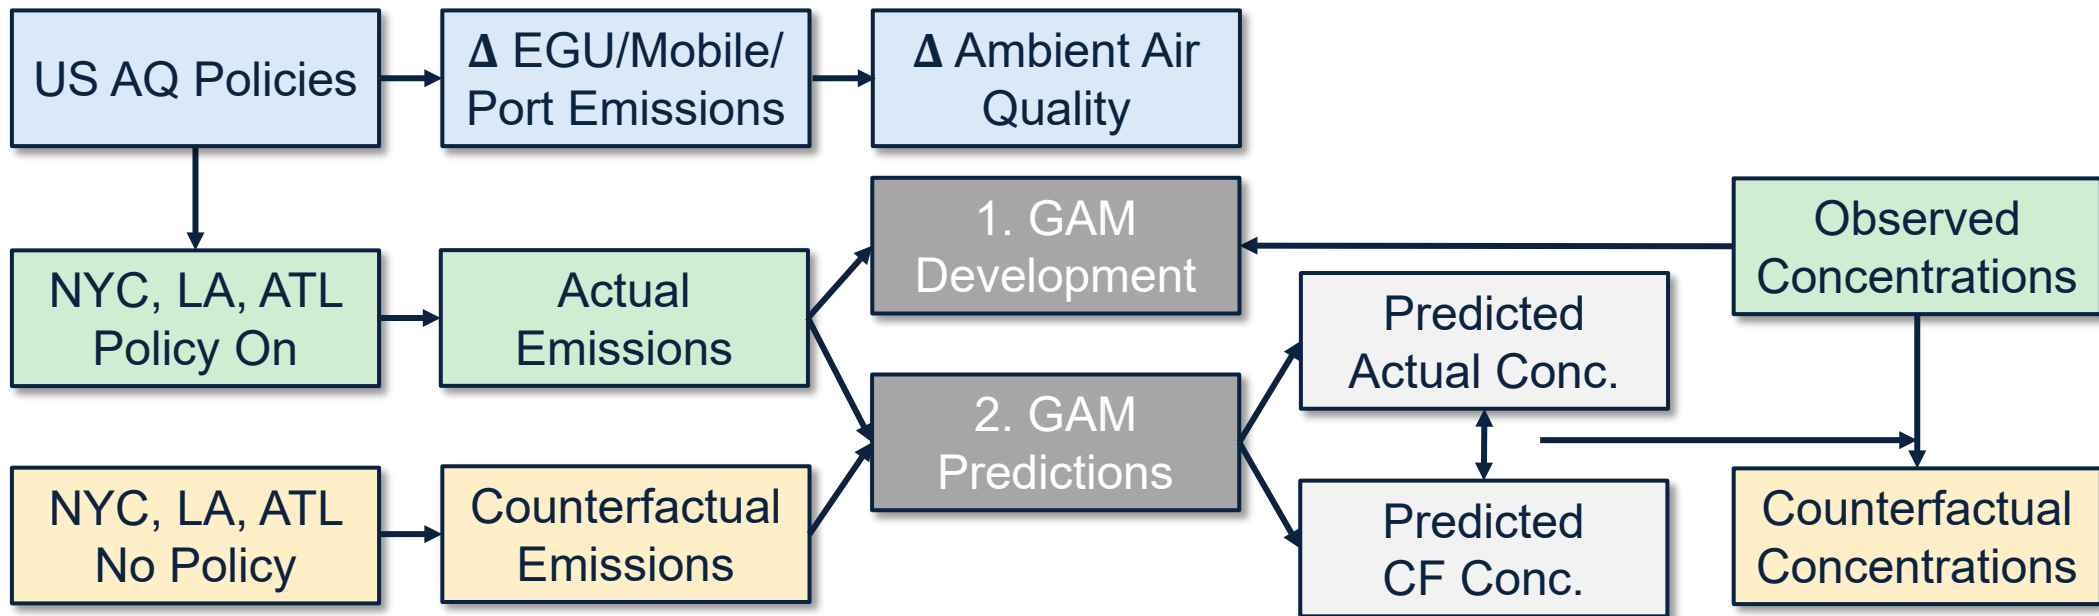 US AQ Policies
Δ EGU/Mobile/
Port Emissions
Δ Ambient Air
Quality
1. GAM
Development
Observed
Concentrations
NYC, LA, ATL
Policy On
Actual
Emissions
Predicted
Actual Conc.
2. GAM
Predictions
NYC, LA, ATL
No Policy
Counterfactual
Emissions
Predicted
CF Conc.
Counterfactual
Concentrations